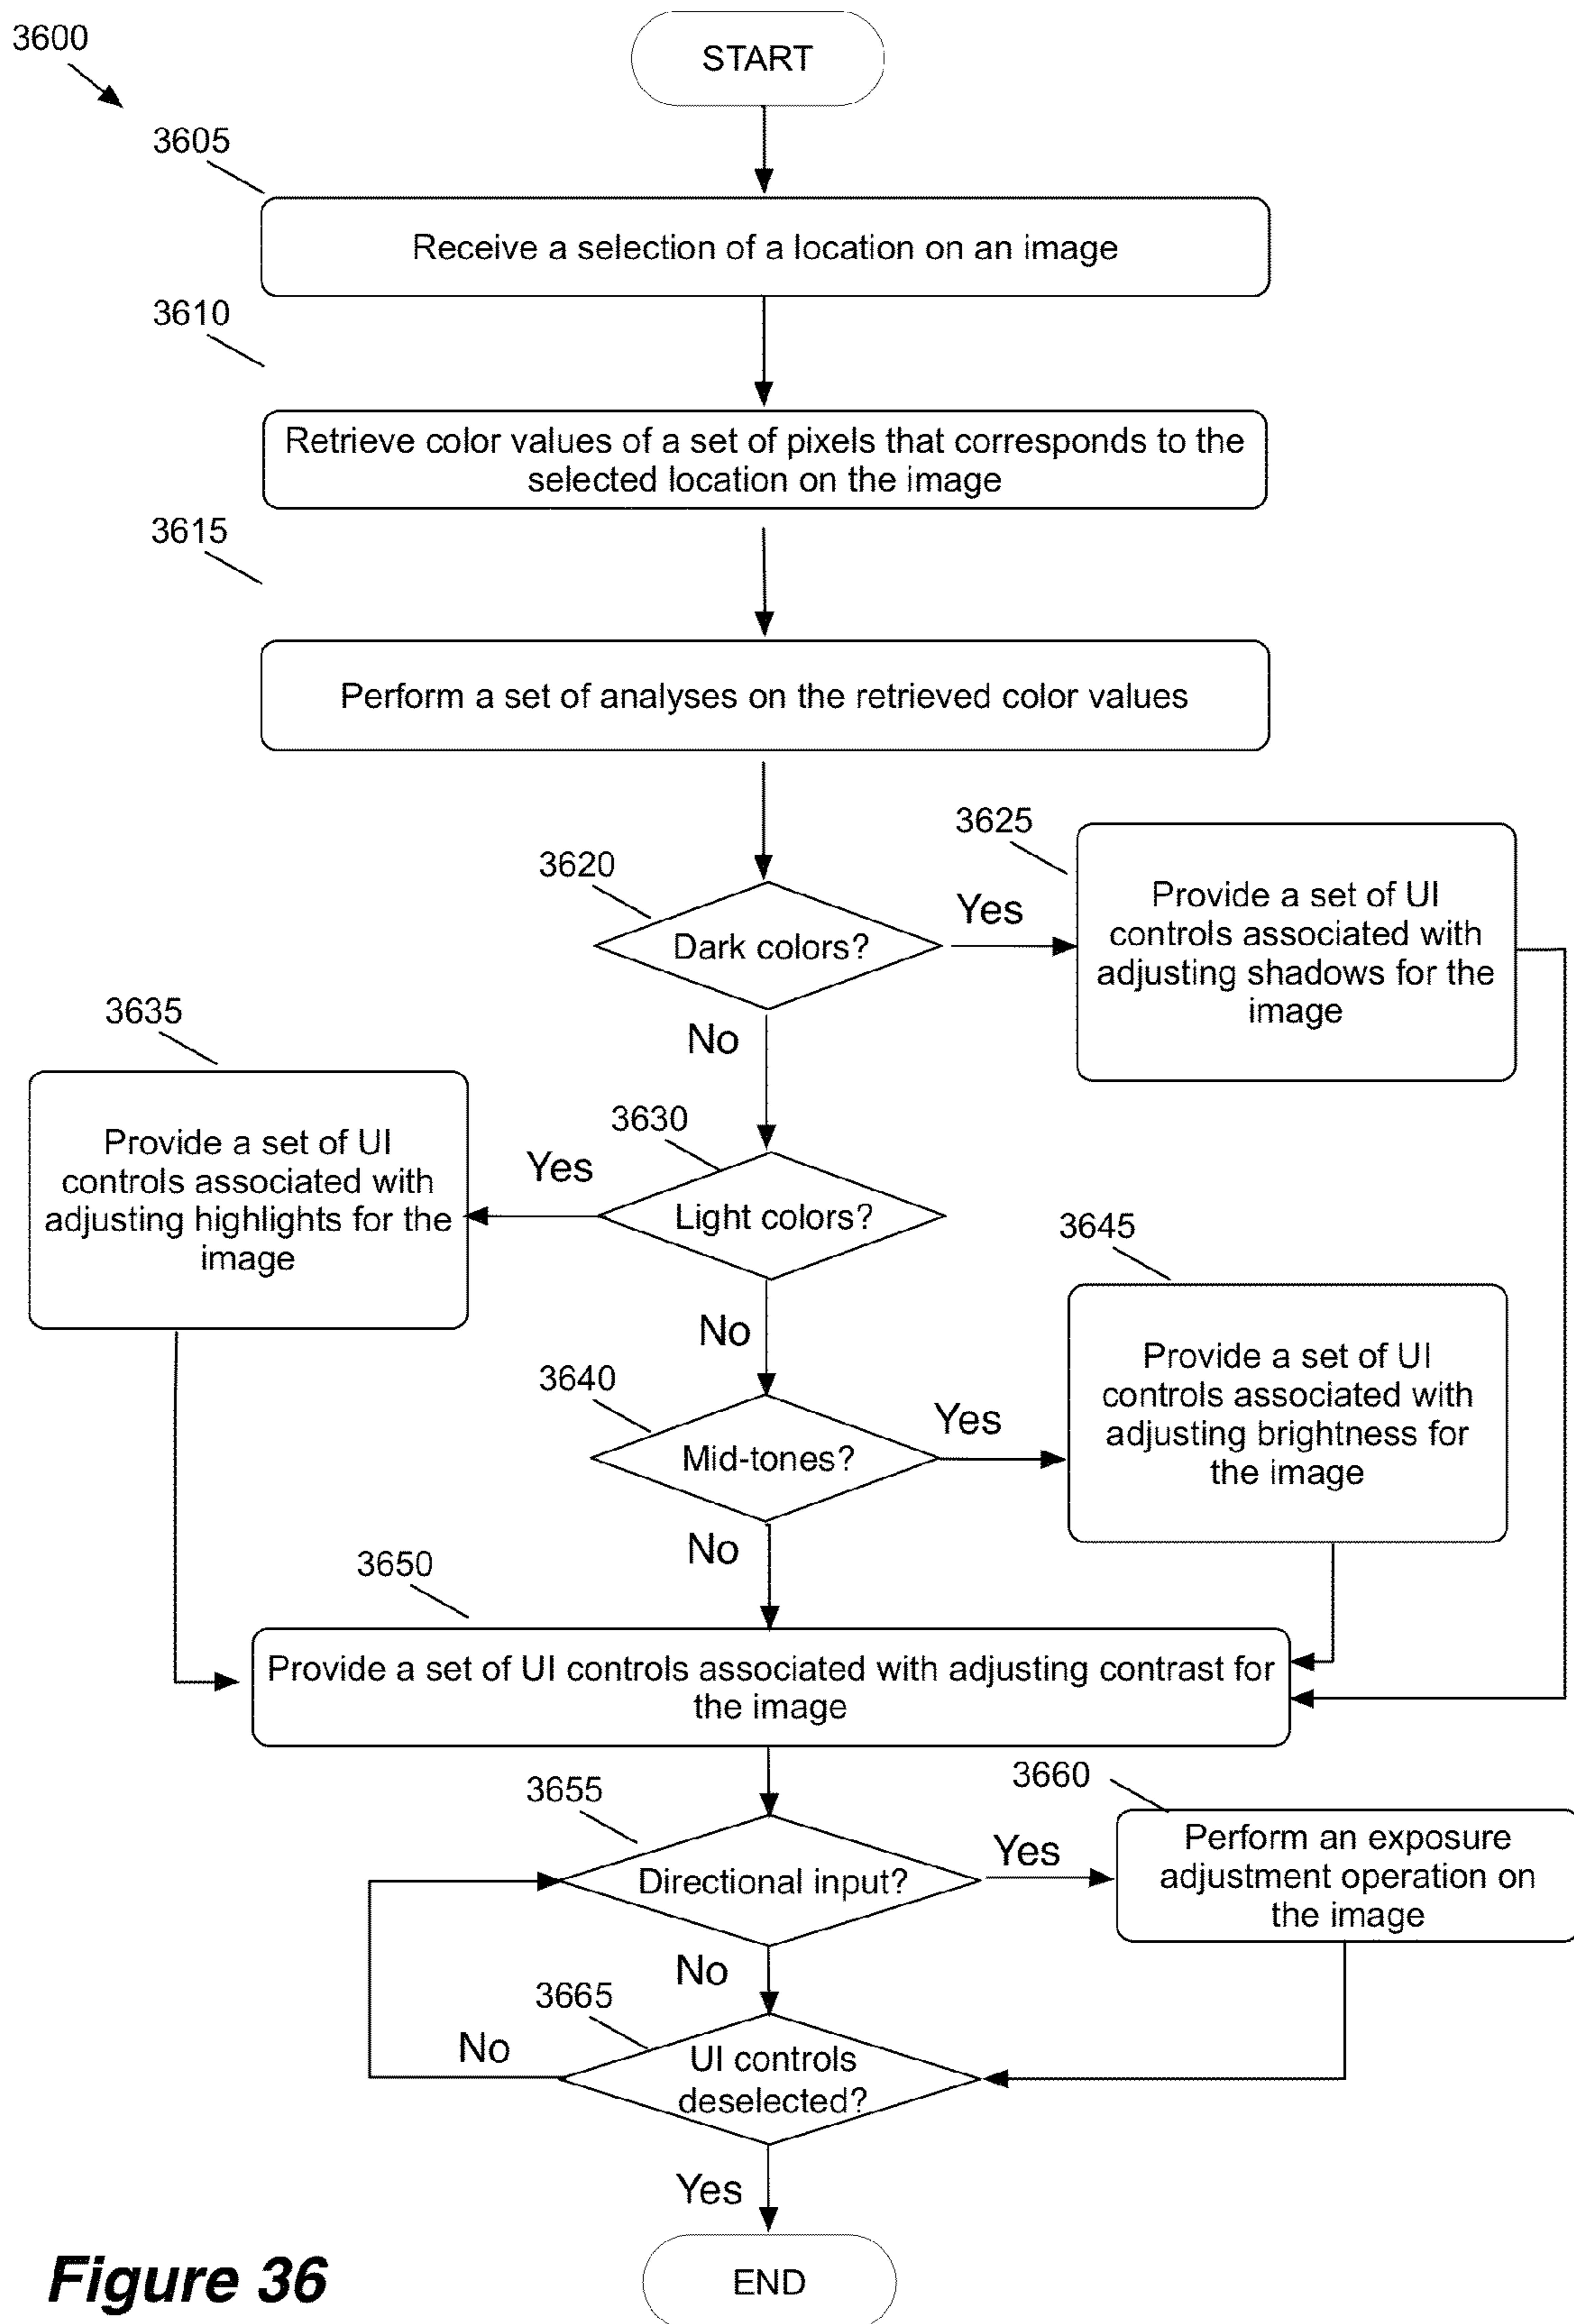 3600
START
3605
Receive a selection of a location on an image
3610
Retrieve color values of a set of pixels that corresponds to the
selected location on the image
3615
Perform a set of analyses on the retrieved color values
3620
Dark colors?
Yes
3625
Provide a set of UI
controls associated with
adjusting shadows for the
image
No
3630
Light colors?
Yes
3635
Provide a set of UI
controls associated with
adjusting highlights for the
image
No
3640
Mid-tones?
Yes
3645
Provide a set of UI
controls associated with
adjusting brightness for
the image
No
3650
Provide a set of UI controls associated with adjusting contrast for
the image
3655
Directional input?
Yes
3660
Perform an exposure
adjustment operation on
the image
No
3665
UI controls
deselected?
No
Yes
END
Figure 36